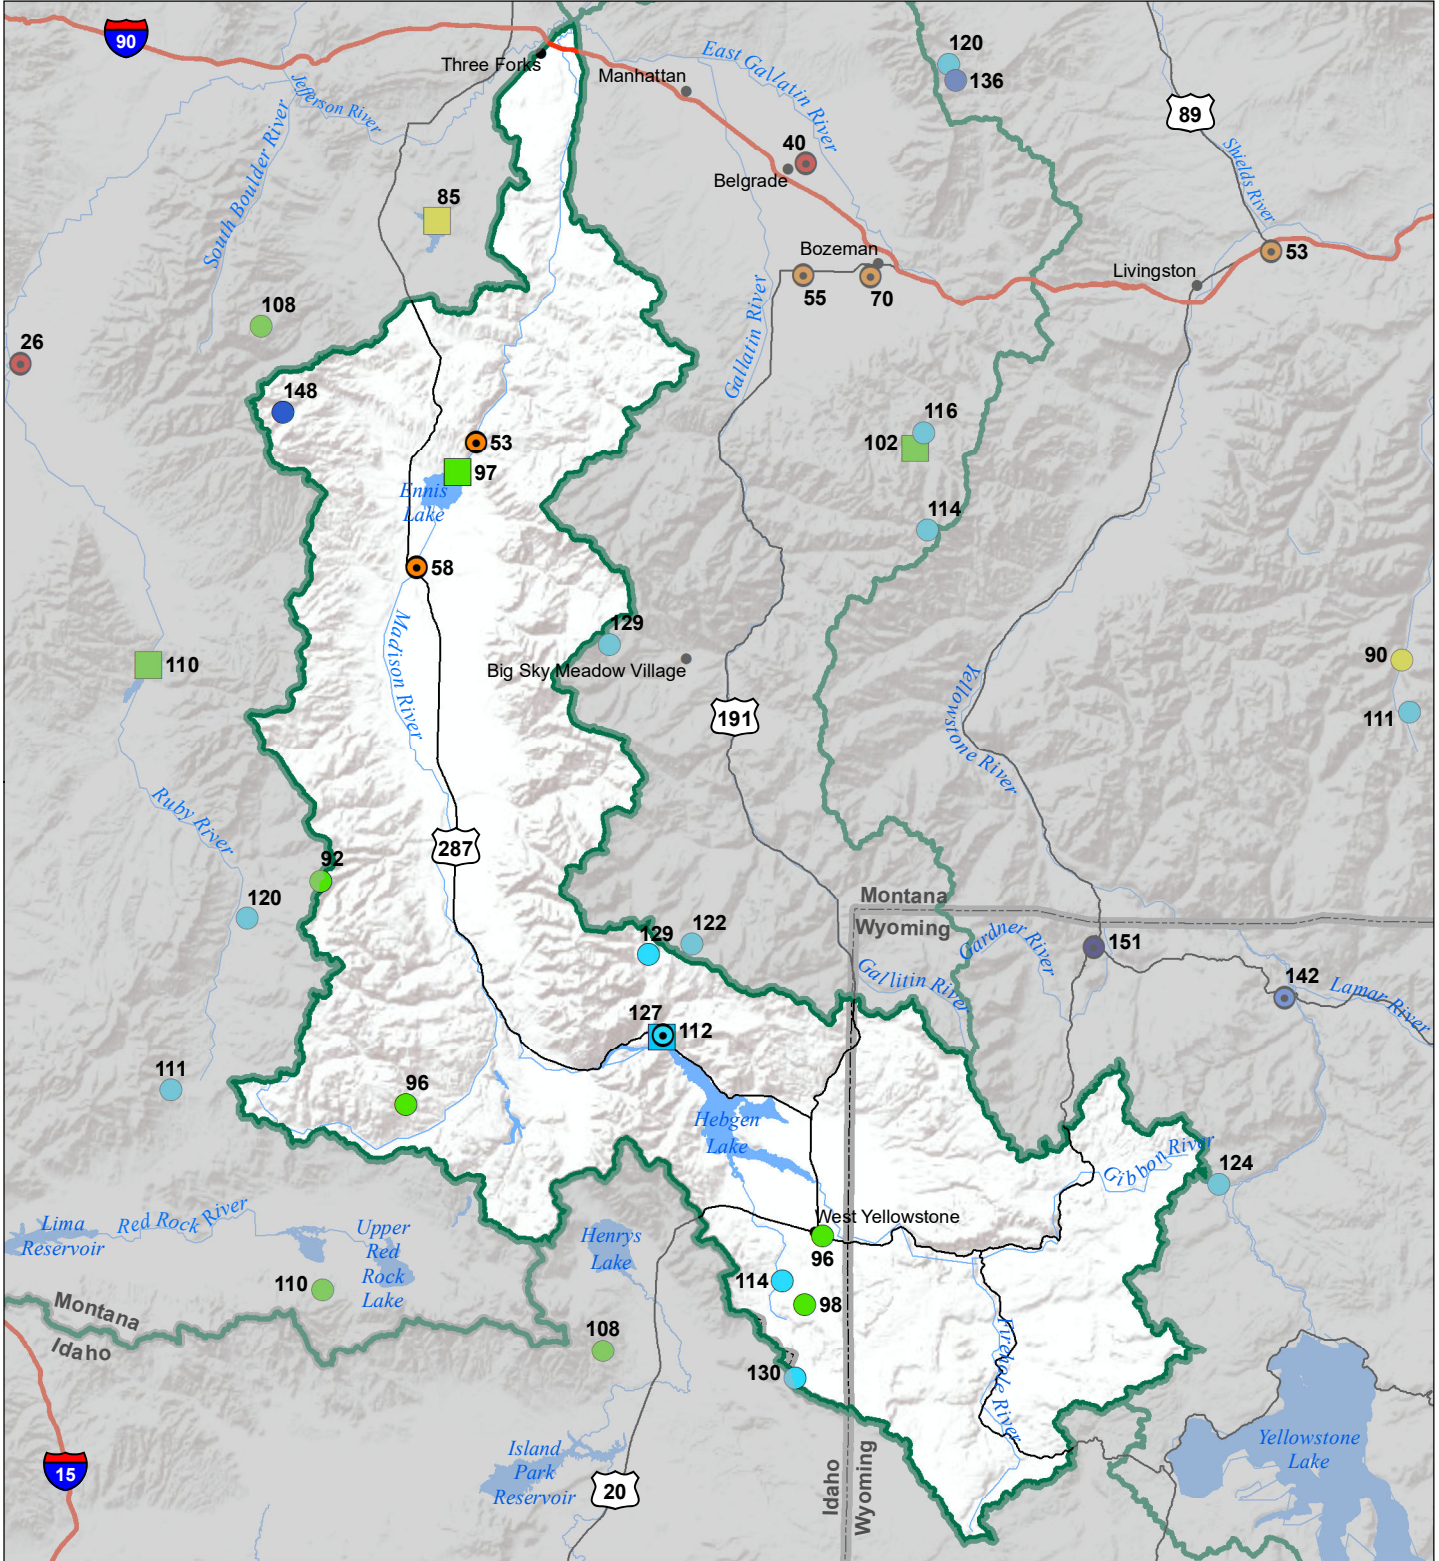 90
Three Forks
Manhattan
East Gallatin River
120
136
89
Jefferson River
South Boulder River
40
Belgrade
Shields River
85
Bozeman
53
Livingston
55
70
Gallatin River
108
26
148
116
102
53
97
Ennis
Lake
114
58
Madison River
129
Big Sky Meadow Village
110
90
111
191
Yellowstone River
Ruby River
287
92
120
Montana
Wyoming
129
122
Gallitin River
Gardner River
151
142
Lamar River
127
112
111
96
Hebgen
Lake
Gibbon River
124
Lima
Reservoir
Red Rock River
Upper
Red
Rock
Lake
Henrys
Lake
West Yellowstone
96
110
114
98
Montana
Idaho
108
130
Firehole River
15
Island
Park
Reservoir
20
Idaho
Wyoming
Yellowstone
Lake